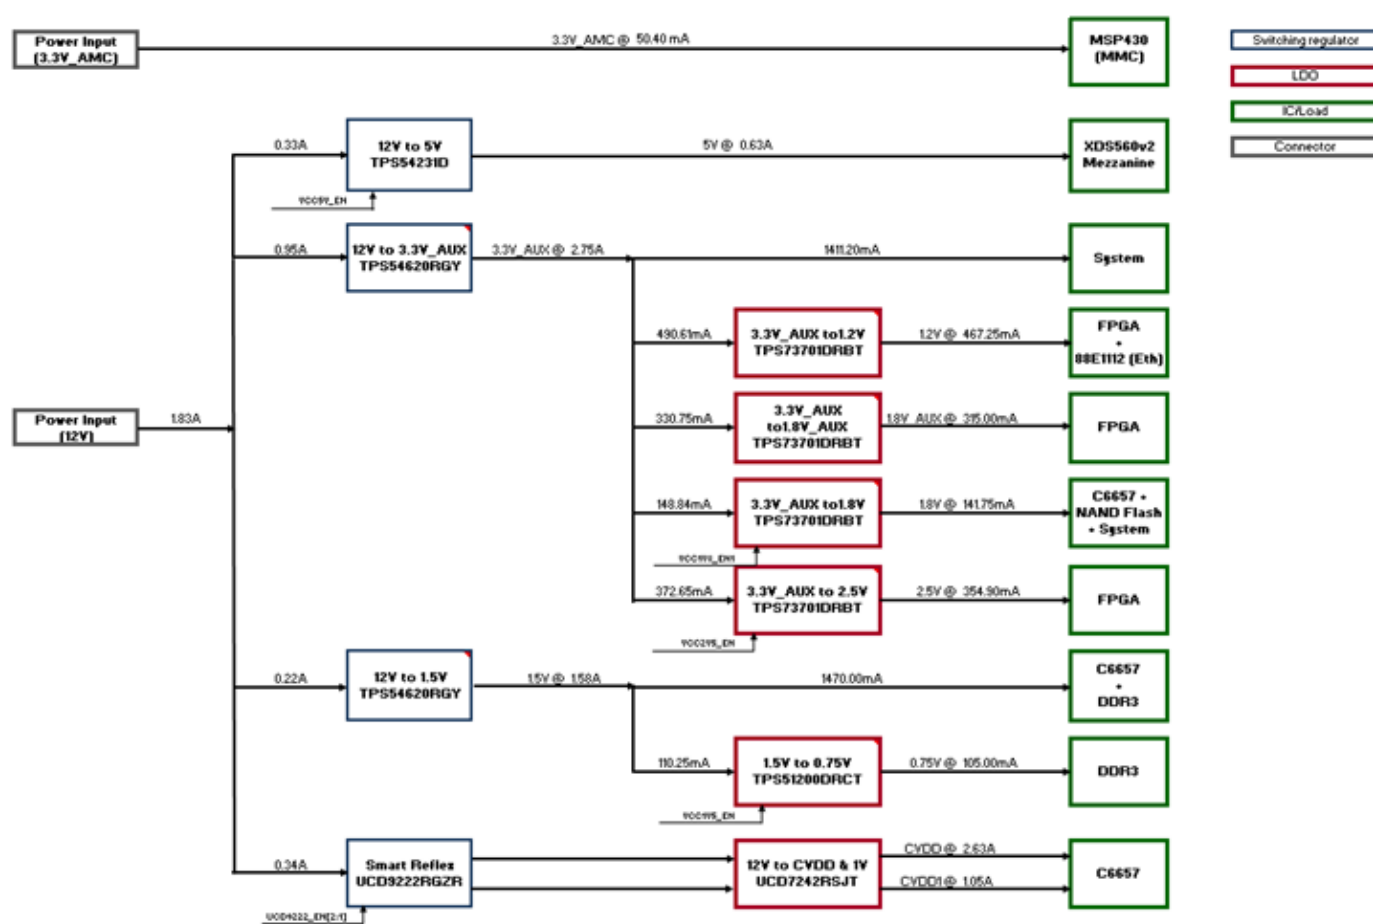 Power Input
(3.3V_AMC)
3.3V_AMC @ 50.40 mA
MSP430
(MMC)
Switching regulator
LDO
IC/Load
Connector
0.33A
12V to 5V
TPS54231D
5V @ 0.63A
XDS560v2
Mezzanine
VCC5V_EN
0.95A
12V to 3.3V_AUX
TPS54620RGY
3.3V_AUX @ 2.75A
1411.20mA
System
490.61mA
3.3V_AUX to1.2V
TPS73701DRBT
1.2V @ 467.25mA
FPGA
+
88E1112 (Eth)
Power Input
(12V)
1.83A
330.75mA
3.3V_AUX
to1.8V_AUX
TPS73701DRBT
1.8V_AUX @ 315.00mA
FPGA
148.84mA
3.3V_AUX to1.8V
TPS73701DRBT
1.8V @ 141.75mA
C6657 +
NAND Flash
+ System
372.65mA
3.3V_AUX to 2.5V
TPS73701DRBT
2.5V @ 354.90mA
FPGA
VCC2V5_EN
0.22A
12V to 1.5V
TPS54620RGY
1.5V @ 1.58A
1470.00mA
C6657
+
DDR3
110.25mA
1.5V to 0.75V
TPS51200DRCT
0.75V @ 105.00mA
DDR3
0.34A
Smart Reflex
UCD9222RGZR
12V to CVDD & 1V
UCD7242RSJT
CVDD @ 2.63A
CVDD1 @ 1.05A
C6657
UCD9222_EN[2:1]